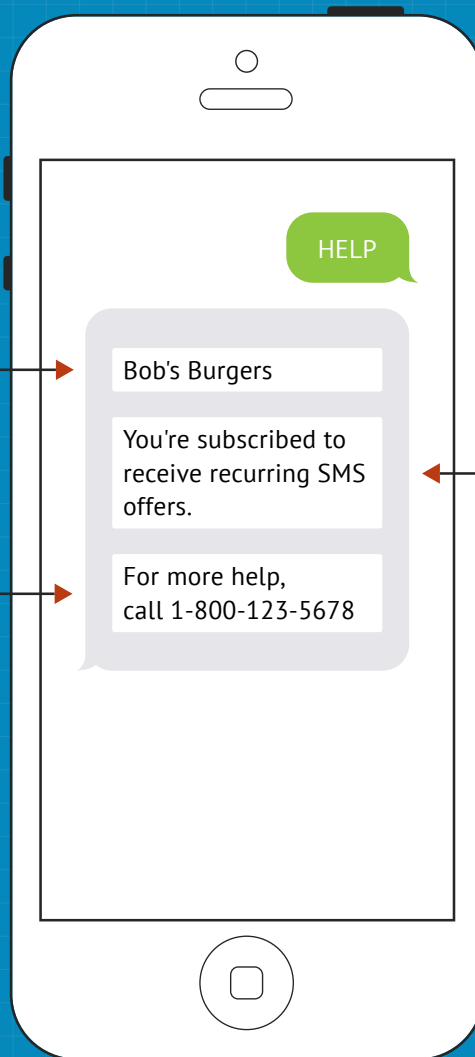 HELP
Bob's Burgers
You're subscribed to
receive recurring SMS
offers.
For more help,
call 1-800-123-5678